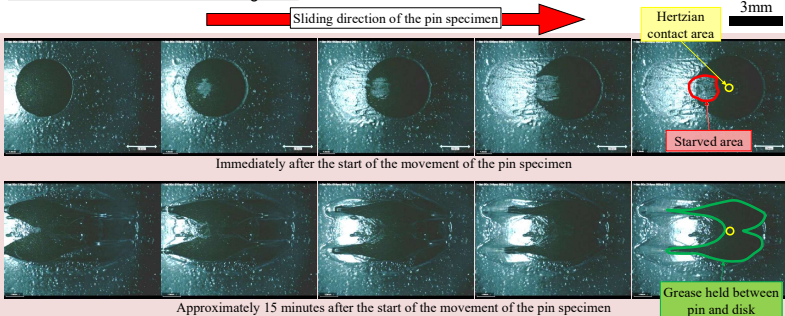 Sliding direction of the pin specimen
Hertzian
contact area
3mm
Starved area
Immediately after the start of the movement of the pin specimen
Grease held between
pin and disk
Approximately 15 minutes after the start of the movement of the pin specimen